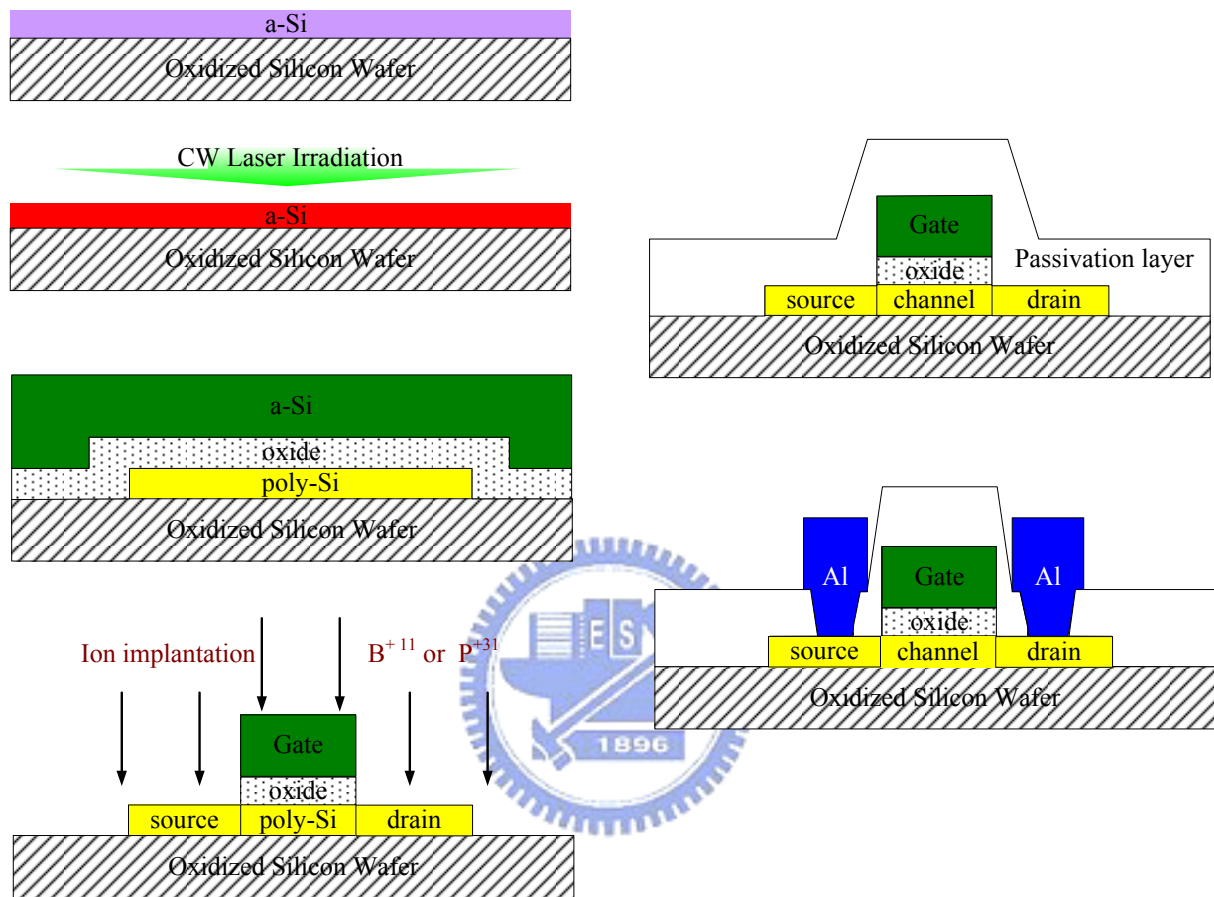 a-Si
Oxidized Silicon Wafer
CW Laser Irradiation
a-Si
Oxidized Silicon Wafer
a-Si
oxide
poly-Si
Oxidized Silicon Wafer
Ion implantation
B+ 11 or P+31
Gate
oxide
source poly-Si drain
Oxidized Silicon Wafer
Gate
oxide
Passivation layer
source channel drain
Oxidized Silicon Wafer
Al Gate Al
oxide
source channel drain
Oxidized Silicon Wafer
E S
1896